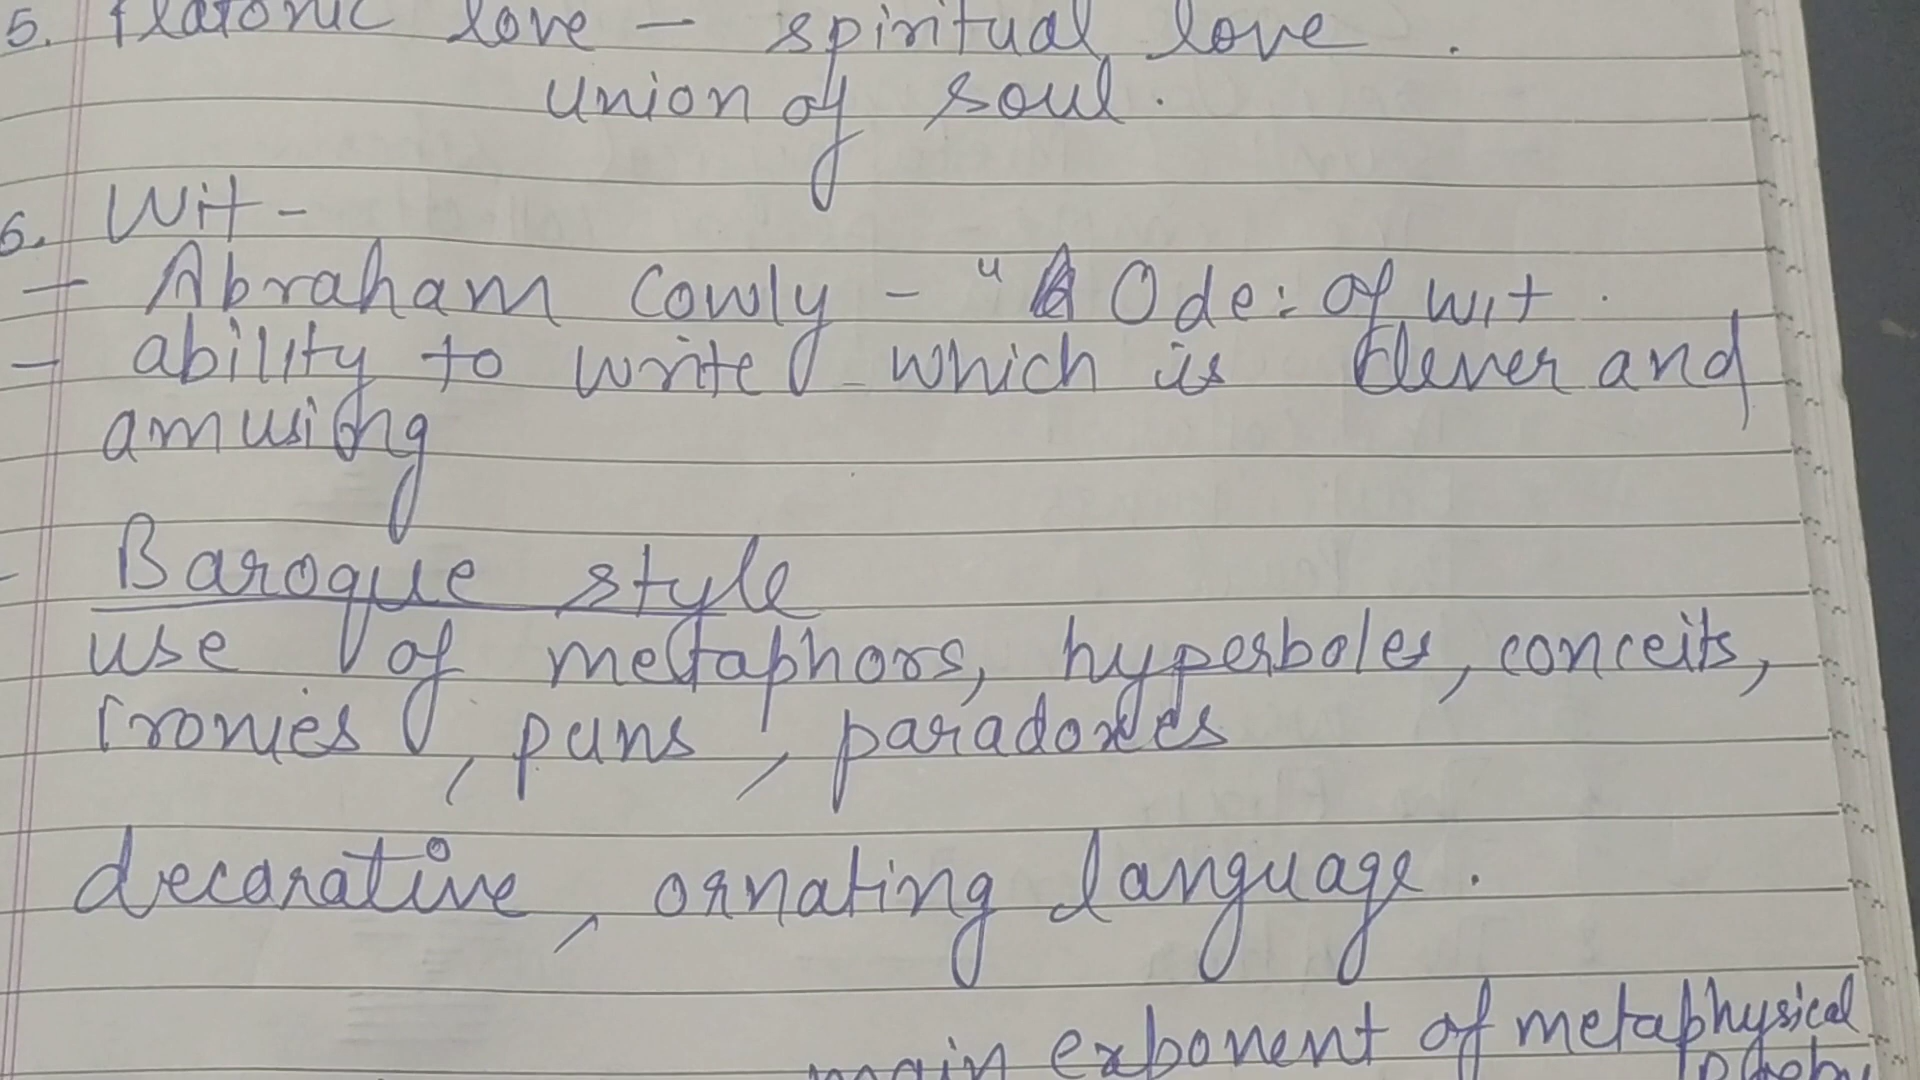 5. Platonic love - spiritual love.
union of soul.
6. Wit -
- Abraham Cowly - " Ode: of wit.
- ability to write which is clever and
amusing
- Baroque style
use of metaphors, hyperboles, conceits,
Ironies, puns, paradoxes
decorative, ornating language.
main exponent of metaphysical